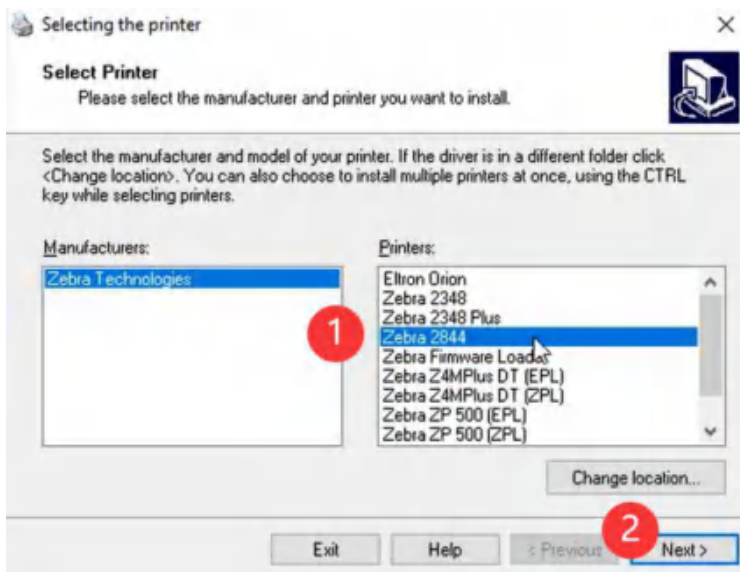 Selecting the printer
Select Printer
Please select the manufacturer and printer you want to install.
Select the manufacturer and model of your printer. If the driver is in a different folder click
<Change location>. You can also choose to install multiple printers at once, using the CTRL
key while selecting printers.
Manufacturers:
Zebra Technologies
Printers:
Eltron Orion
Zebra 2348
Zebra 2348 Plus
1
Zebra 2844
Zebra Firmware Loader
Zebra Z4MPlus DT (EPL)
Zebra Z4MPlus DT (ZPL)
Zebra ZP 500 (EPL)
Zebra ZP 500 (ZPL)
Change location...
2
Exit
Help
< Previous
Next >